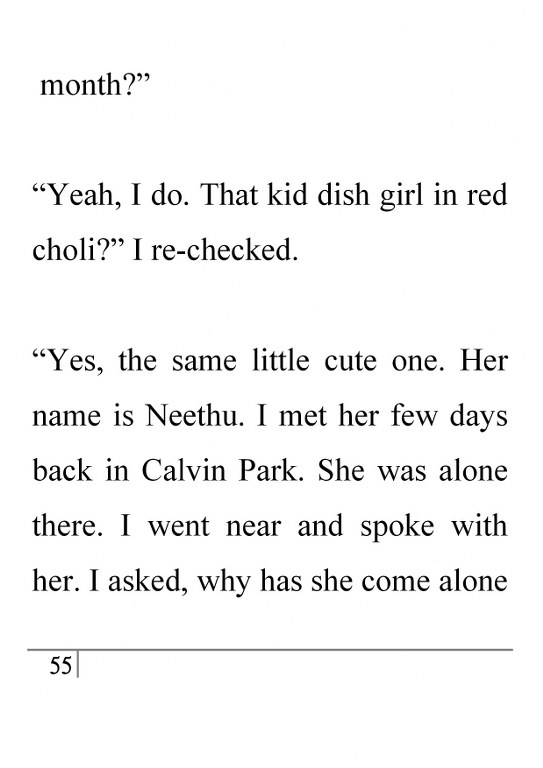 month?”
“Yeah, I do. That kid dish girl in red
choli?” I re-checked.
“Yes, the same little cute one. Her
name is Neethu. I met her few days
back in Calvin Park. She was alone
there. I went near and spoke with
her. I asked, why has she come alone
55